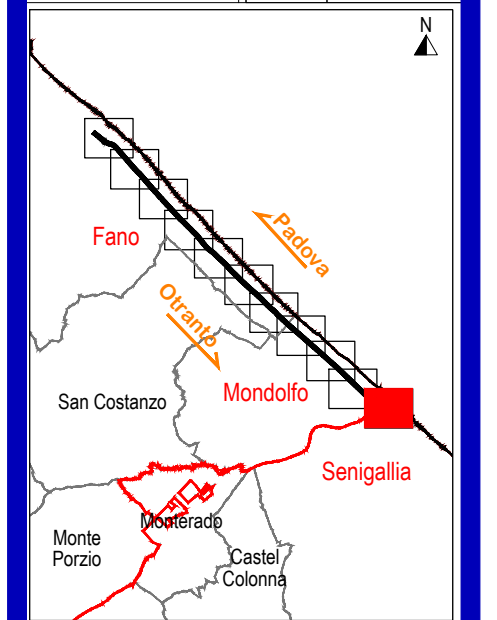 N
Padova
Fano
Otranto
Mondolfo
San Costanzo
Senigallia
Monterado
Monte
Porzio
Castel
Colonna